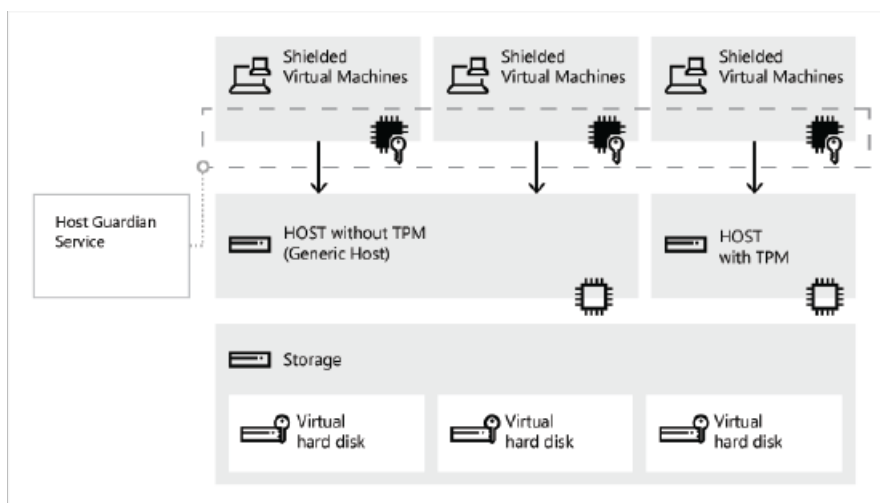 Shielded
Virtual Machines
Shielded
Virtual Machines
Shielded
Virtual Machines
Host Guardian
Service
HOST without TPM
(Generic Host)
HOST
with TPM
Storage
Virtual
hard disk
Virtual
hard disk
Virtual
hard disk